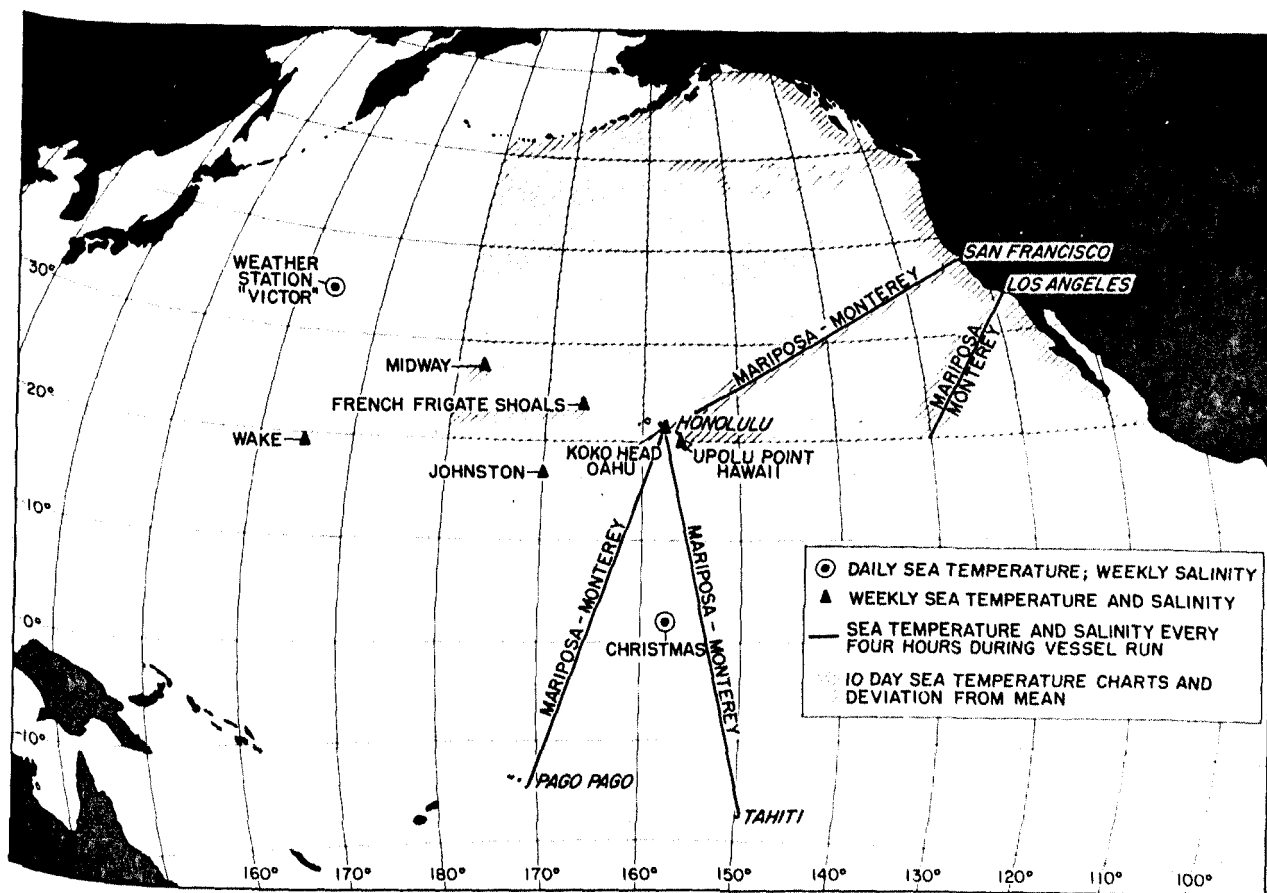 SAN FRANCISCO
LOS ANGELES
30°
WEATHER
STATION
"VICTOR"
MARIPOSA - MONTEREY
MARIPOSA
MONTEREY
MIDWAY
20°
FRENCH FRIGATE SHOALS
HONOLULU
WAKE
KOKO HEAD
OAHU
UPOLU POINT
HAWAII
JOHNSTON
10°
MARIPOSA-MONTEREY
MARIPOSA - MONTEREY
DAILY SEA TEMPERATURE; WEEKLY SALINITY
WEEKLY SEA TEMPERATURE AND SALINITY
SEA TEMPERATURE AND SALINITY EVERY
FOUR HOURS DURING VESSEL RUN
10 DAY SEA TEMPERATURE CHARTS AND
DEVIATION FROM MEAN
0°
CHRISTMAS
-10°
PAGO PAGO
TAHITI
160° 170° 170° 160° 150° 140° 130° 120° 110° 100°